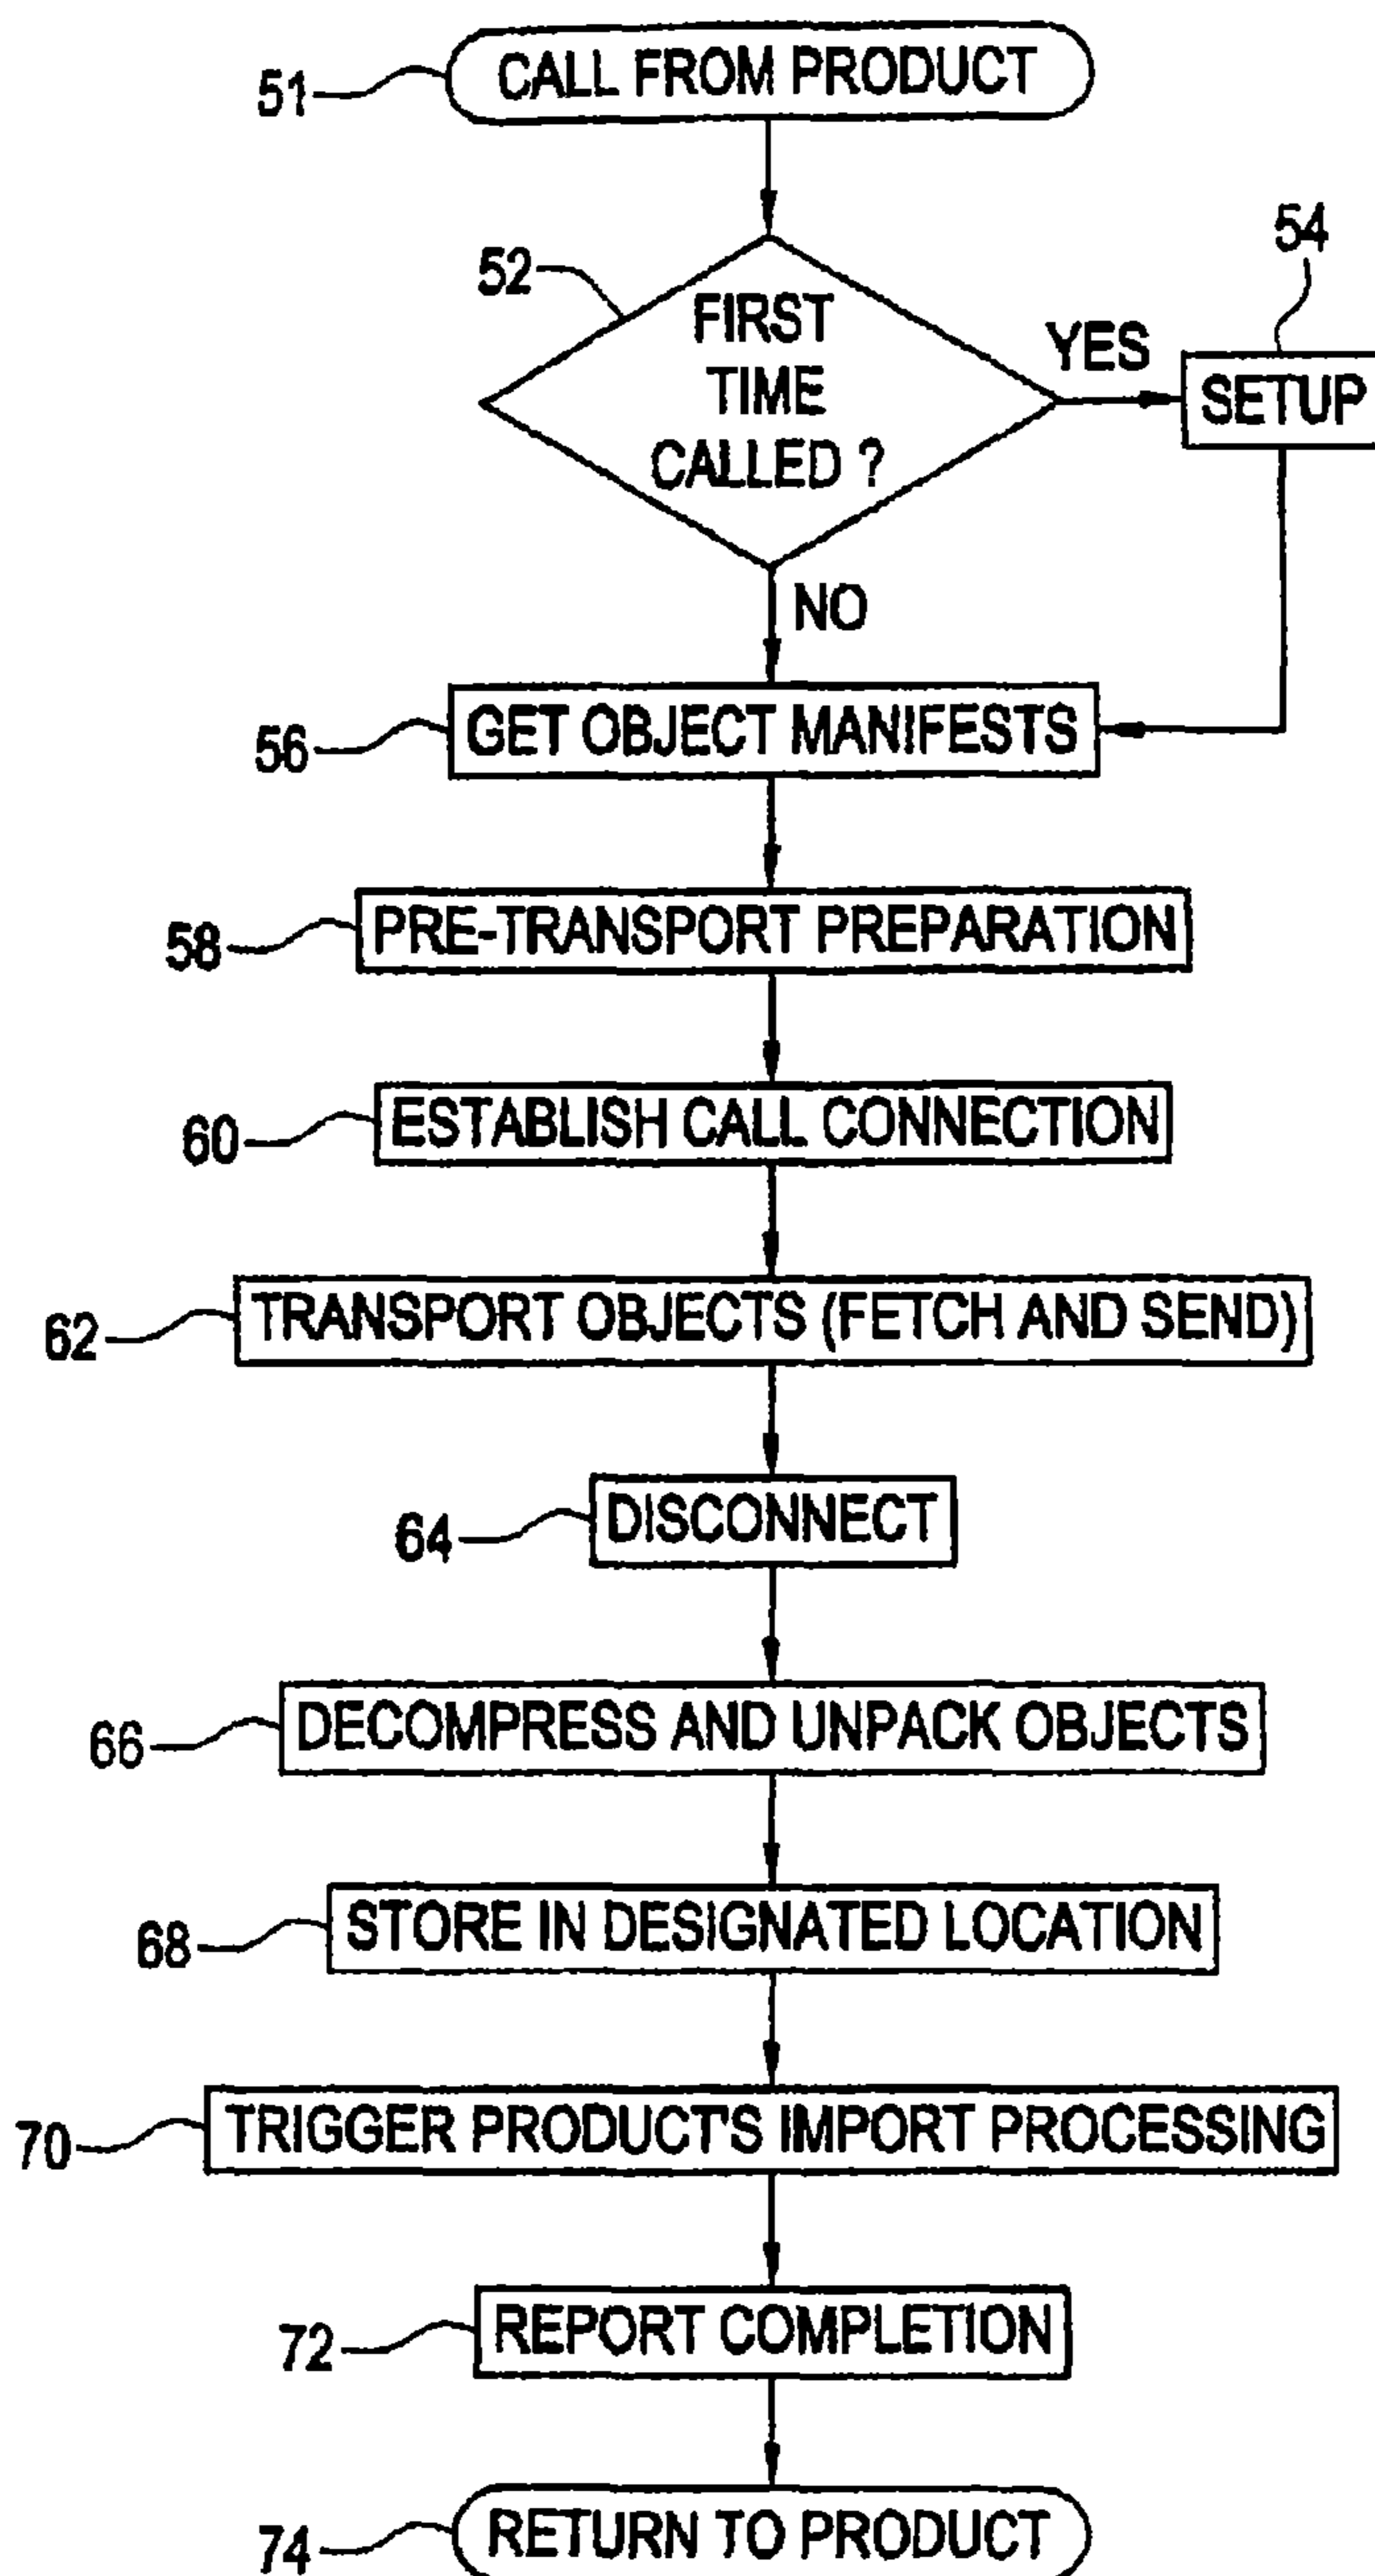 51 CALL FROM PRODUCT
52
FIRST
TIME
CALLED ?
YES
54
SETUP
NO
56 GET OBJECT MANIFESTS
58 PRE-TRANSPORT PREPARATION
60 ESTABLISH CALL CONNECTION
62 TRANSPORT OBJECTS (FETCH AND SEND)
64 DISCONNECT
66 DECOMPRESS AND UNPACK OBJECTS
68 STORE IN DESIGNATED LOCATION
70 TRIGGER PRODUCT'S IMPORT PROCESSING
72 REPORT COMPLETION
74 RETURN TO PRODUCT